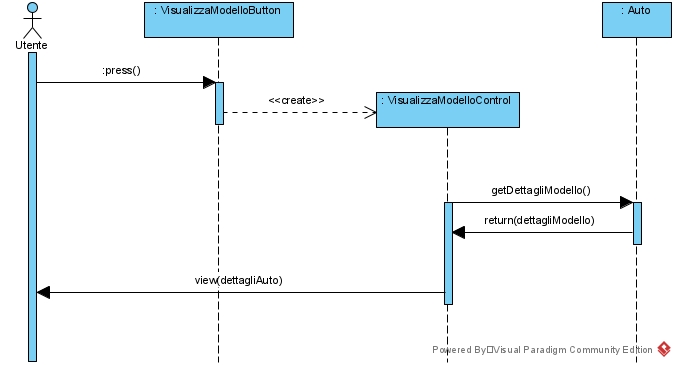 : VisualizzaModelloButton
: Auto
Utente
:press()
<<create>>
: VisualizzaModelloControl
getDettagliModello()
return(dettagliModello)
view(dettagliAuto)
Powered By Visual Paradigm Community Edition